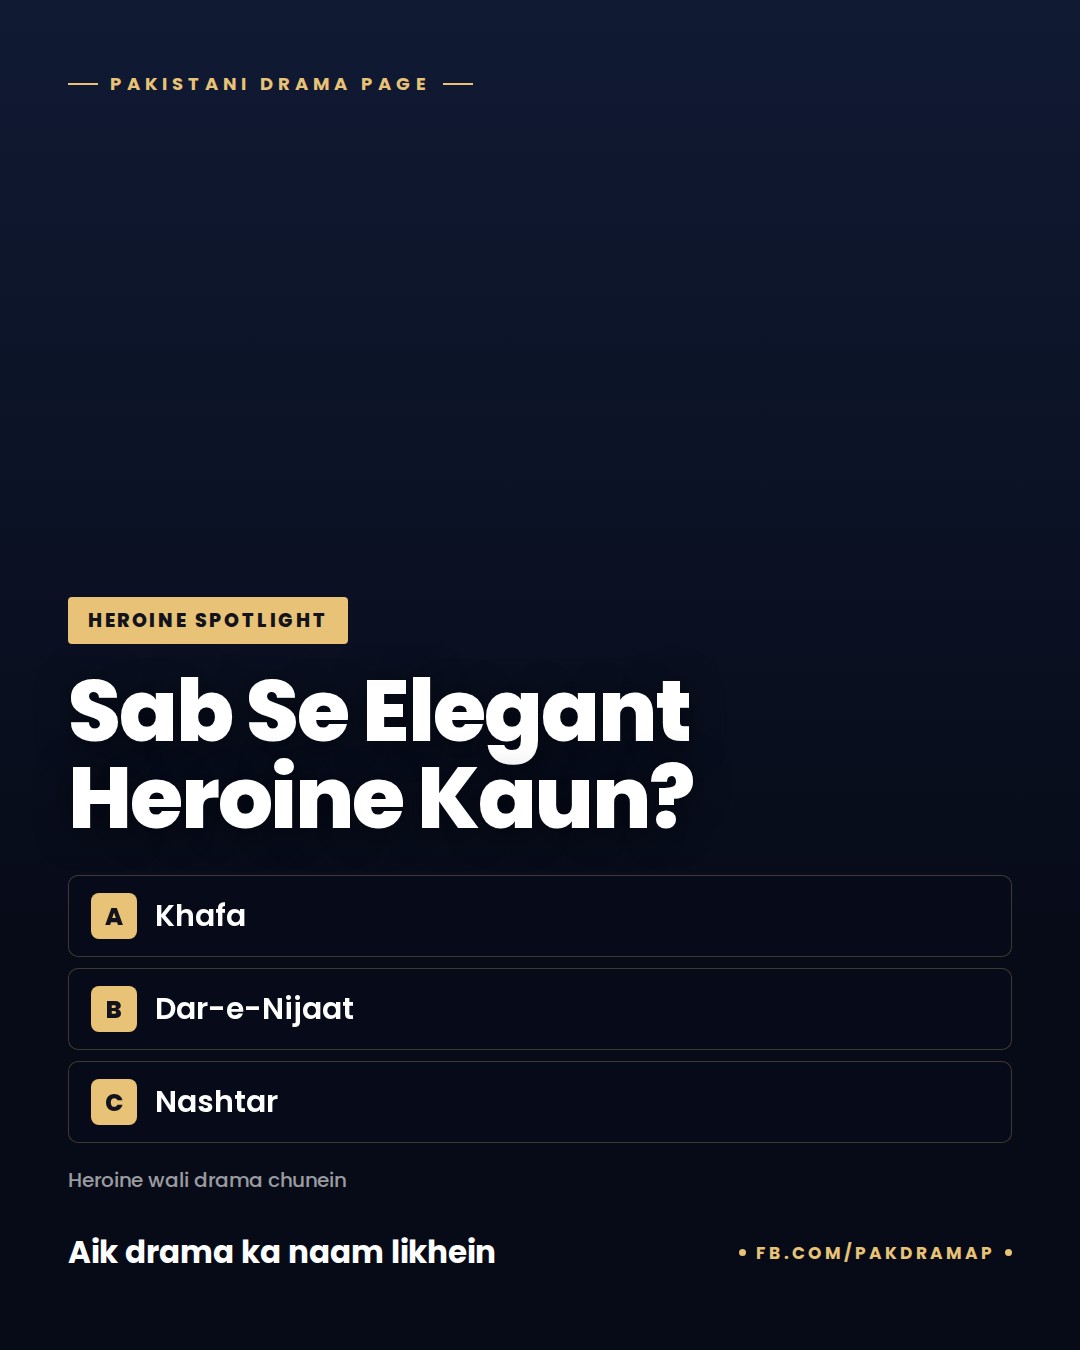 PAKISTANI DRAMA PAGE
HEROINE SPOTLIGHT
Sab Se Elegant
Heroine Kaun?
A Khafa
B Dar-e-Nijaat
C Nashtar
Heroine wali drama chunein
Aik drama ka naam likhein
FB.COM/PAKDRAMAP